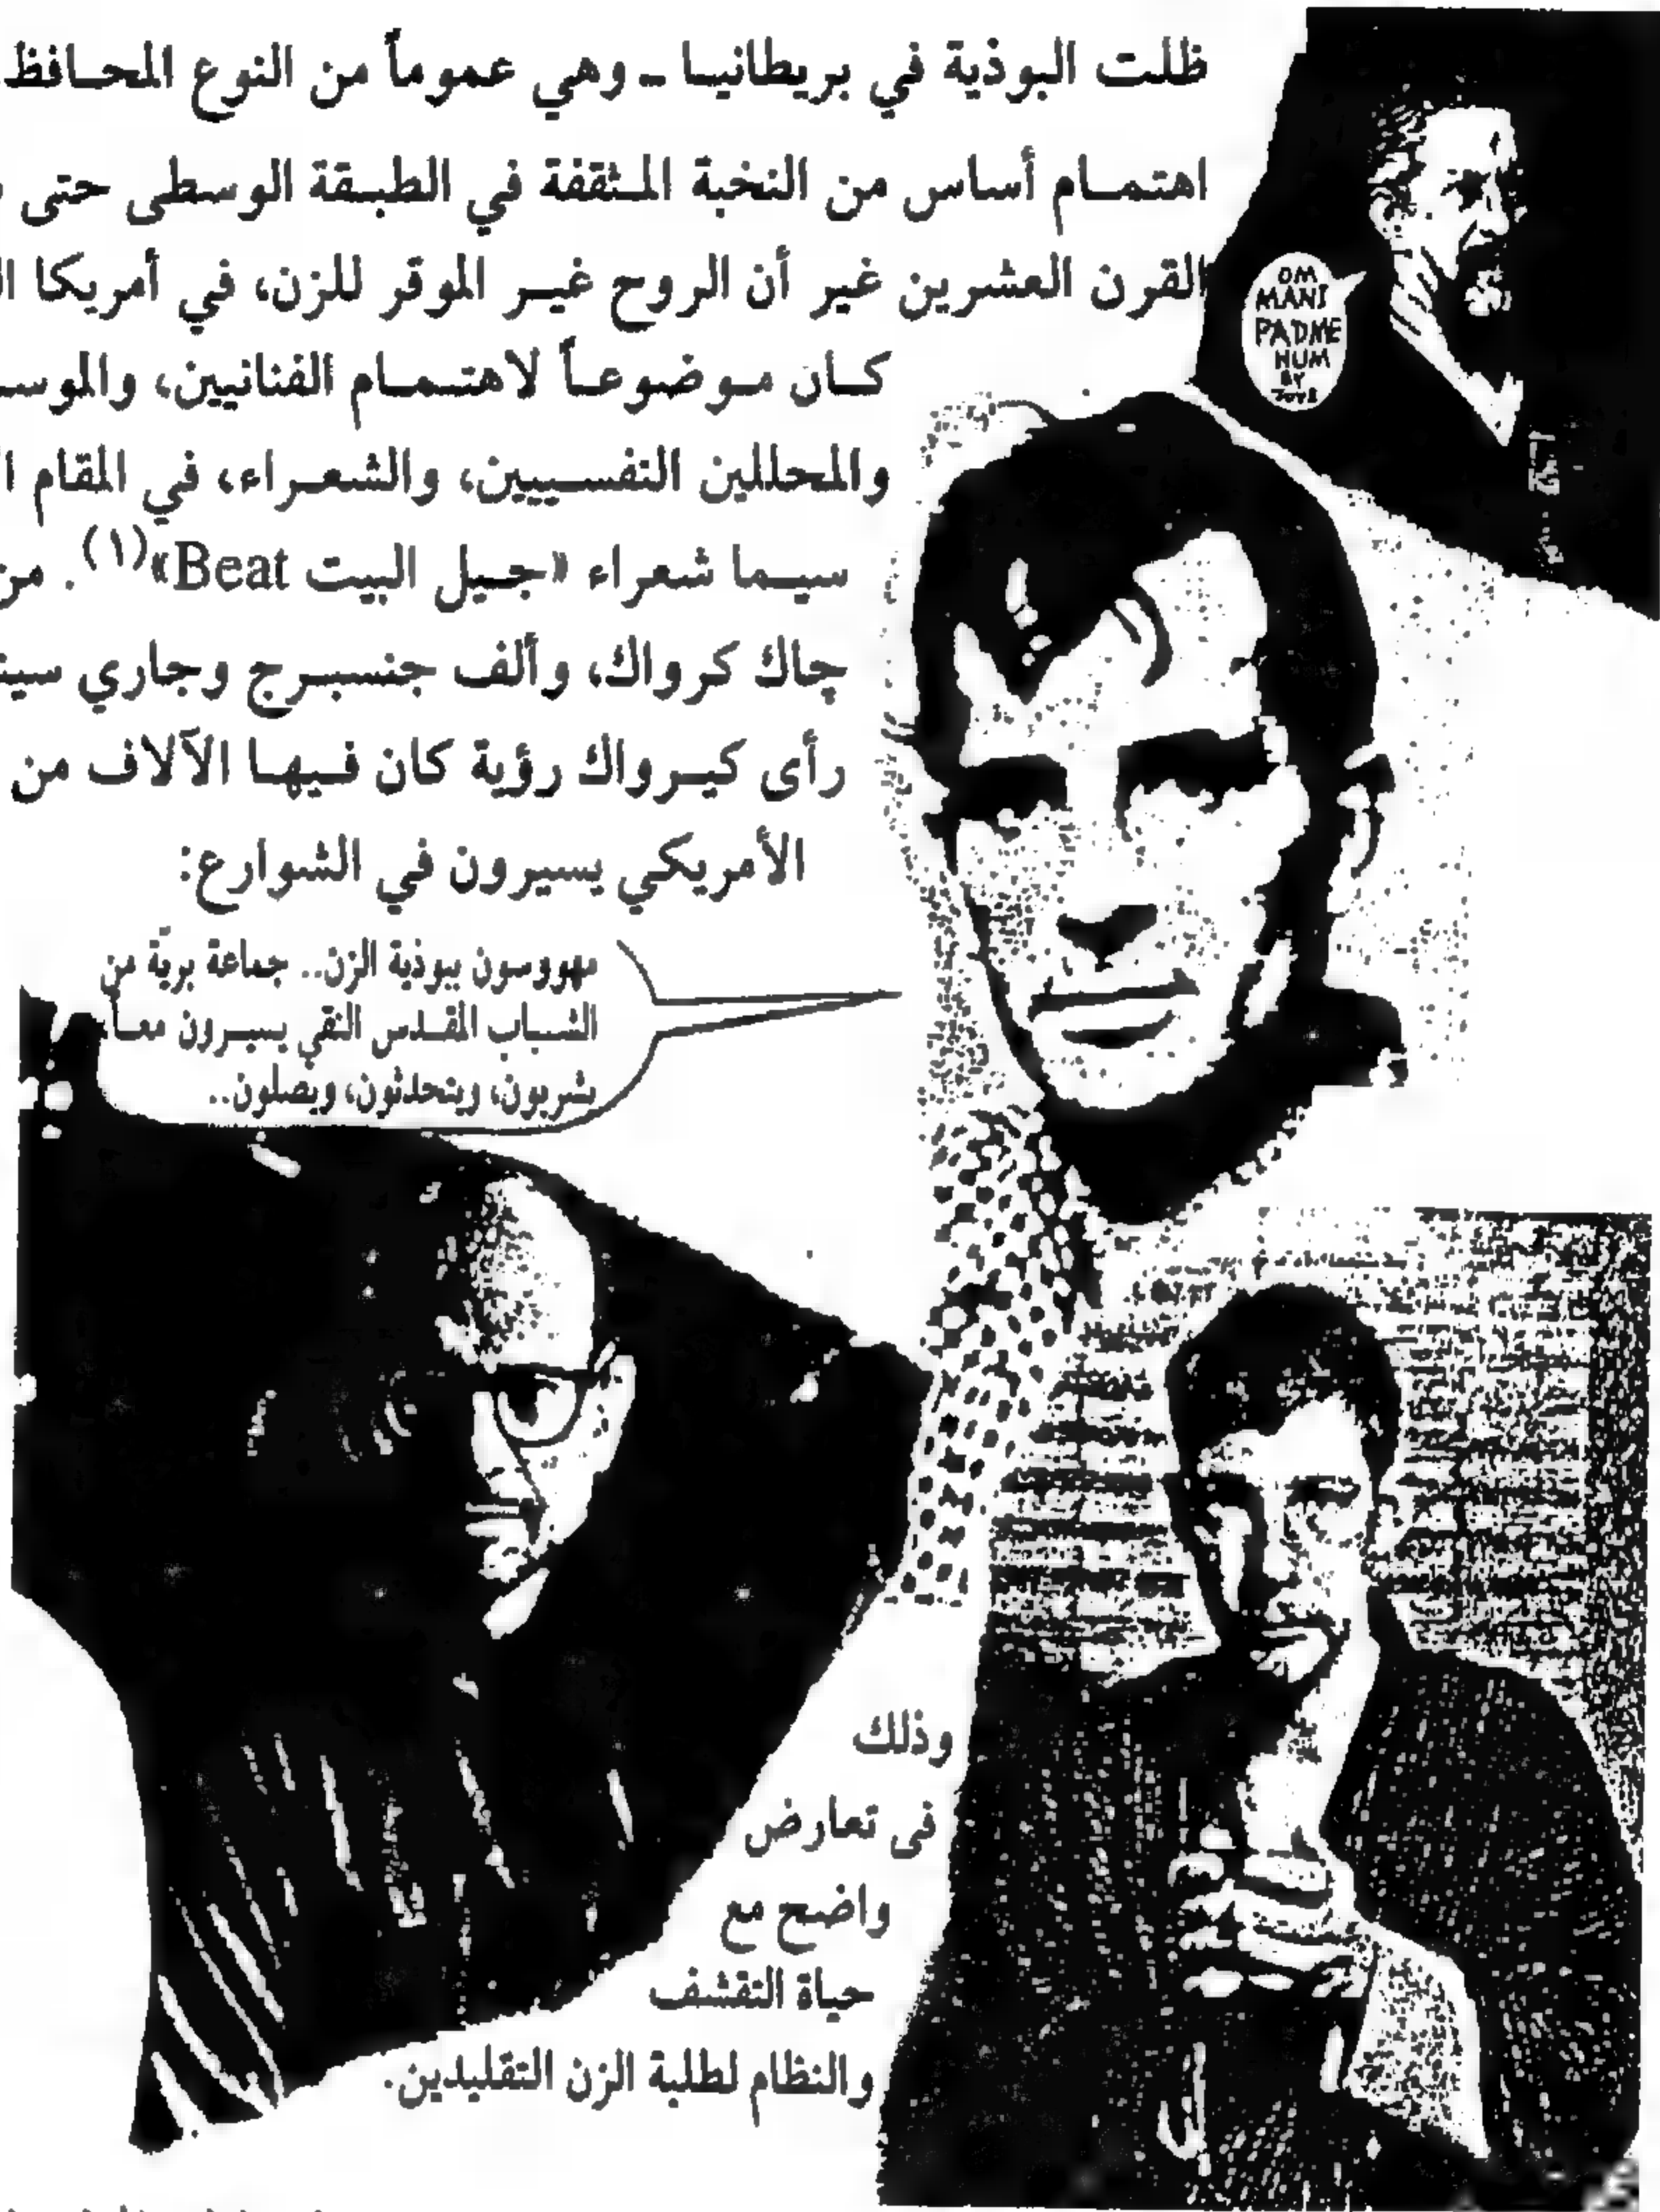 ظلت البوذية في بريطانيا - وهي عموماً من النوع المحافظ
اهتمام أساس من النخبة المثقفة في الطبقة الوسطى حتى
القرن العشرين غير أن الروح غير الموقر للزن، في أمريكا
كان موضوعاً لاهتمام الفنانيين،
والمحللين النفسيين، والشعراء، في المقام
سيما شعراء «جيل البيت Beat»(١). من
چاك كرواك، وألف جنسبرج وجاري
رأى كيرواك رؤية كان فيها الآلاف من
الأمريكي يسيرون في الشوارع:
OM
MANI
PADME
HUM
BY
مهووسون ببوذية الزن.. جماعة بريّة من
الشباب المقدس النقي يسيرون معاً
يشربون، ويتحدثون، ويصلون..
وذلك
فى تعارض
واضح مع
حياة التقشف
والنظام لطلبة الزن التقليدين.